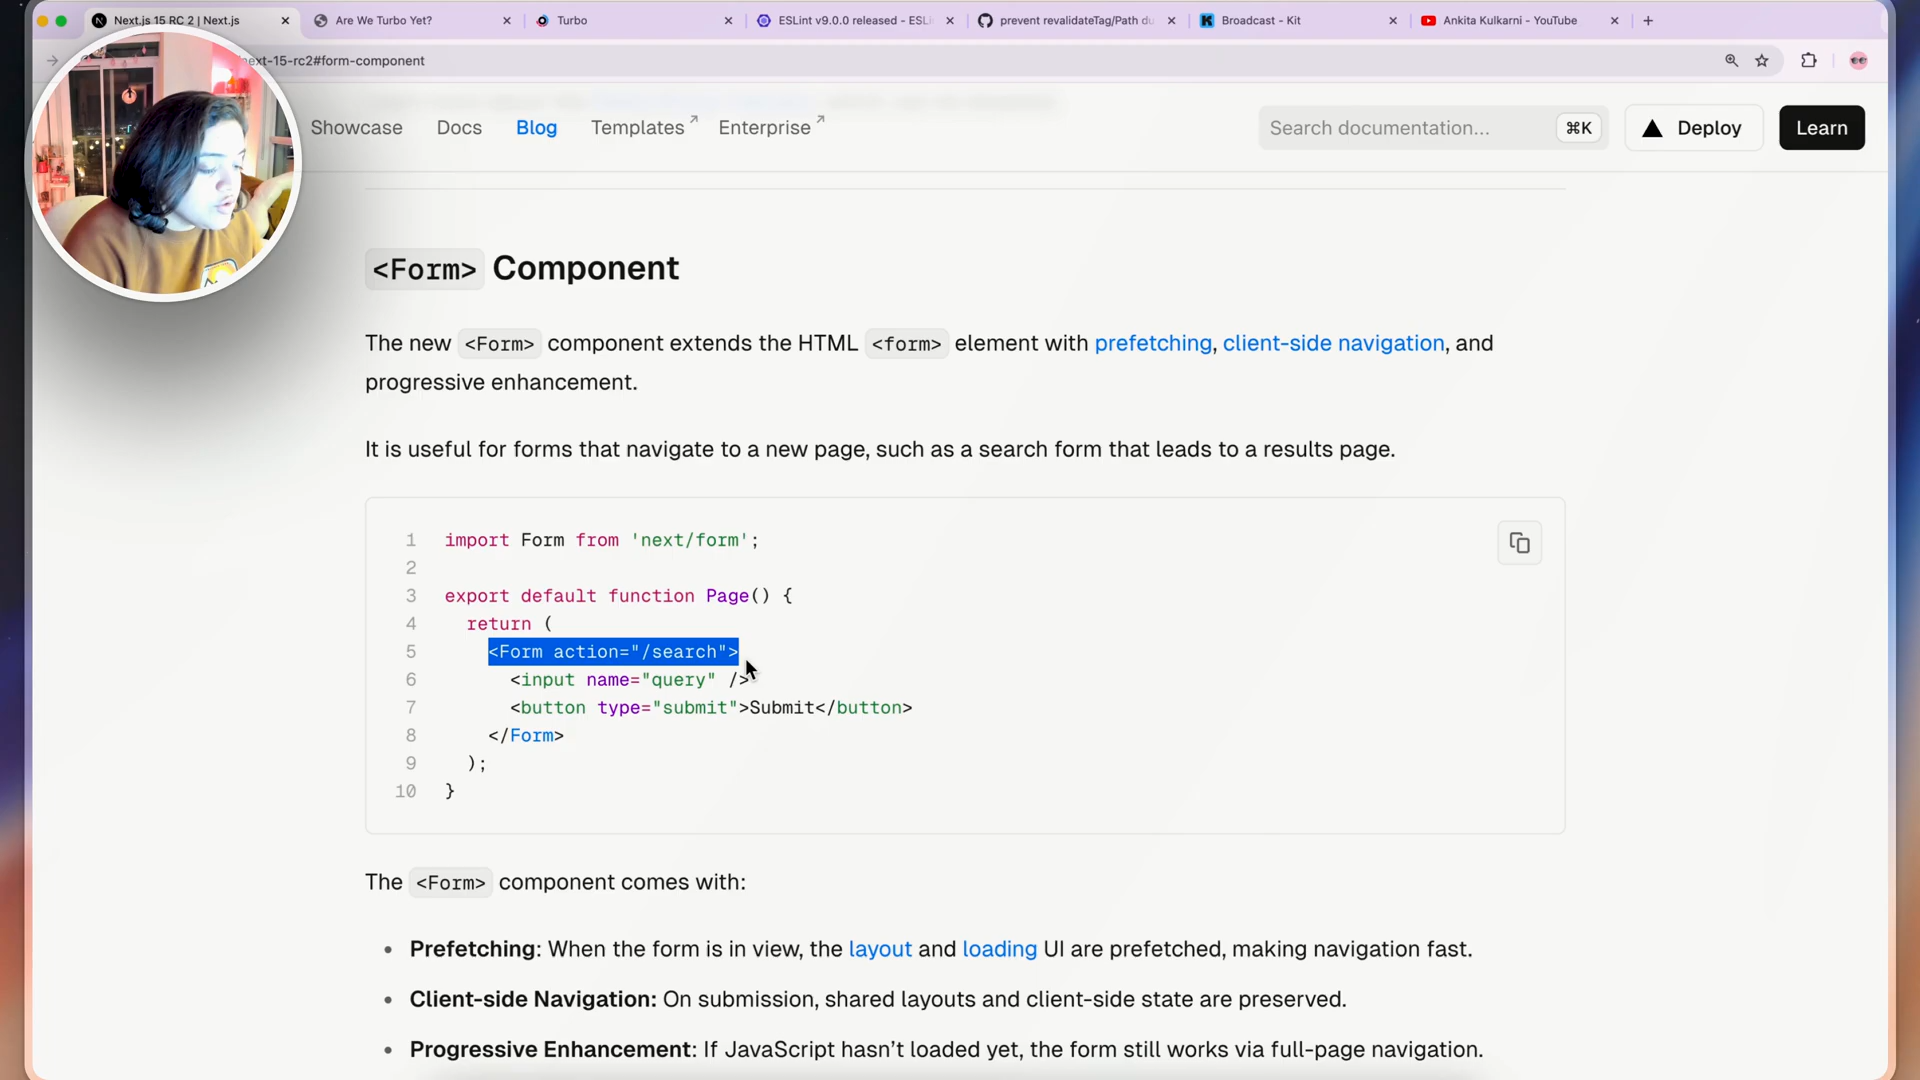 Next.js 15 RC 2 | Next.js
Are We Turbo Yet?
Turbo
ESLint v9.0.0 released - ESLi
prevent revalidateTag/Path du
Broadcast - Kit
Ankita Kulkarni - YouTube
next-15-rc2#form-component
Showcase
Docs
Blog
Templates
Enterprise
Search documentation...
⌘K
Deploy
Learn
<Form> Component
The new <Form> component extends the HTML <form> element with prefetching, client-side navigation, and
progressive enhancement.
It is useful for forms that navigate to a new page, such as a search form that leads to a results page.
1 import Form from 'next/form';
2
3 export default function Page() {
4 return (
5 <Form action="/search">
6 <input name="query" />
7 <button type="submit">Submit</button>
8 </Form>
9 );
10 }
The <Form> component comes with:
• Prefetching: When the form is in view, the layout and loading UI are prefetched, making navigation fast.
• Client-side Navigation: On submission, shared layouts and client-side state are preserved.
• Progressive Enhancement: If JavaScript hasn't loaded yet, the form still works via full-page navigation.